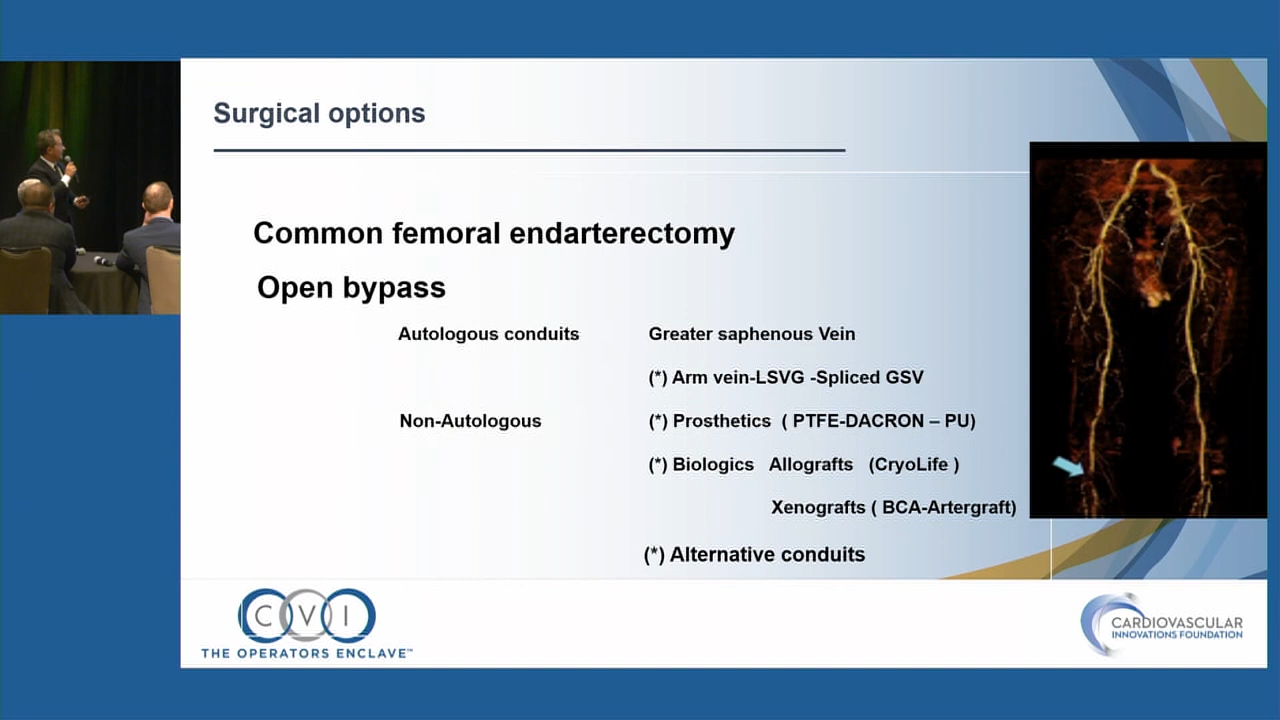 Surgical options
Common femoral endarterectomy
Open bypass
Autologous conduits Greater saphenous Vein
(*) Arm vein-LSVG -Spliced GSV
Non-Autologous (*) Prosthetics ( PTFE-DACRON – PU)
(*) Biologics Allografts (CryoLife )
Xenografts ( BCA-Artergraft)
(*) Alternative conduits
CVI
THE OPERATORS ENCLAVE™
CARDIOVASCULAR
INNOVATIONS FOUNDATION